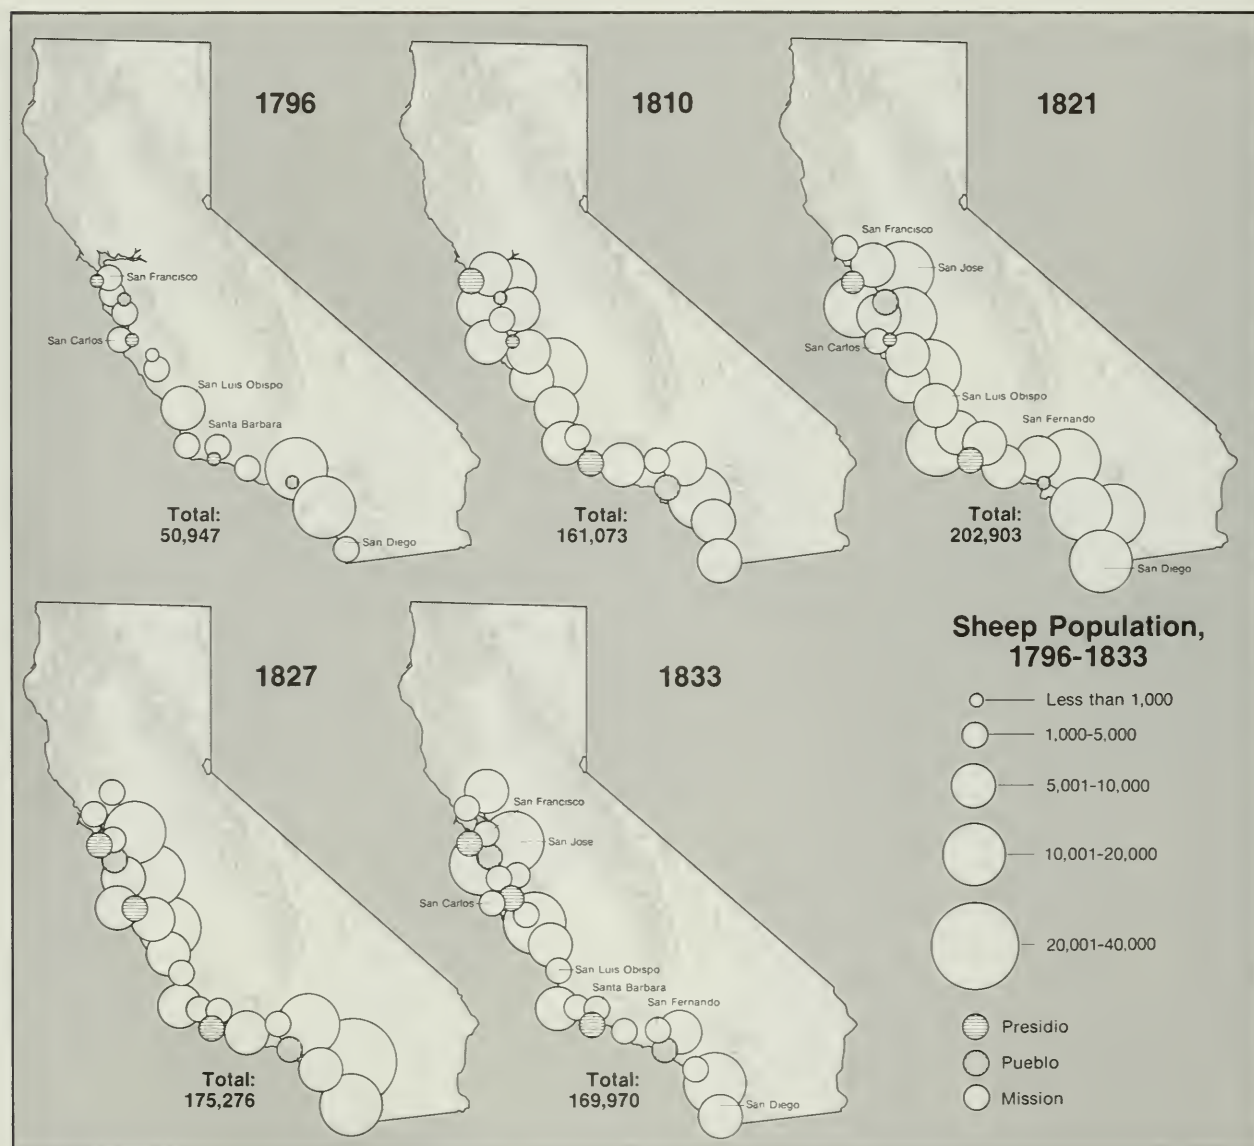 1796
San Francisco
San Carlos
San Luis Obispo
Santa Barbara
San Diego
Total:
50,947
1810
Total:
161,073
1821
San Francisco
San Jose
San Carlos
San Luis Obispo
San Fernando
San Diego
Total:
202,903
1827
Total:
175,276
1833
San Francisco
San Jose
San Carlos
San Luis Obispo
Santa Barbara
San Fernando
San Diego
Total:
169,970
Sheep Population,
1796-1833
Less than 1,000
1,000-5,000
5,001-10,000
10,001-20,000
20,001-40,000
Presidio
Pueblo
Mission